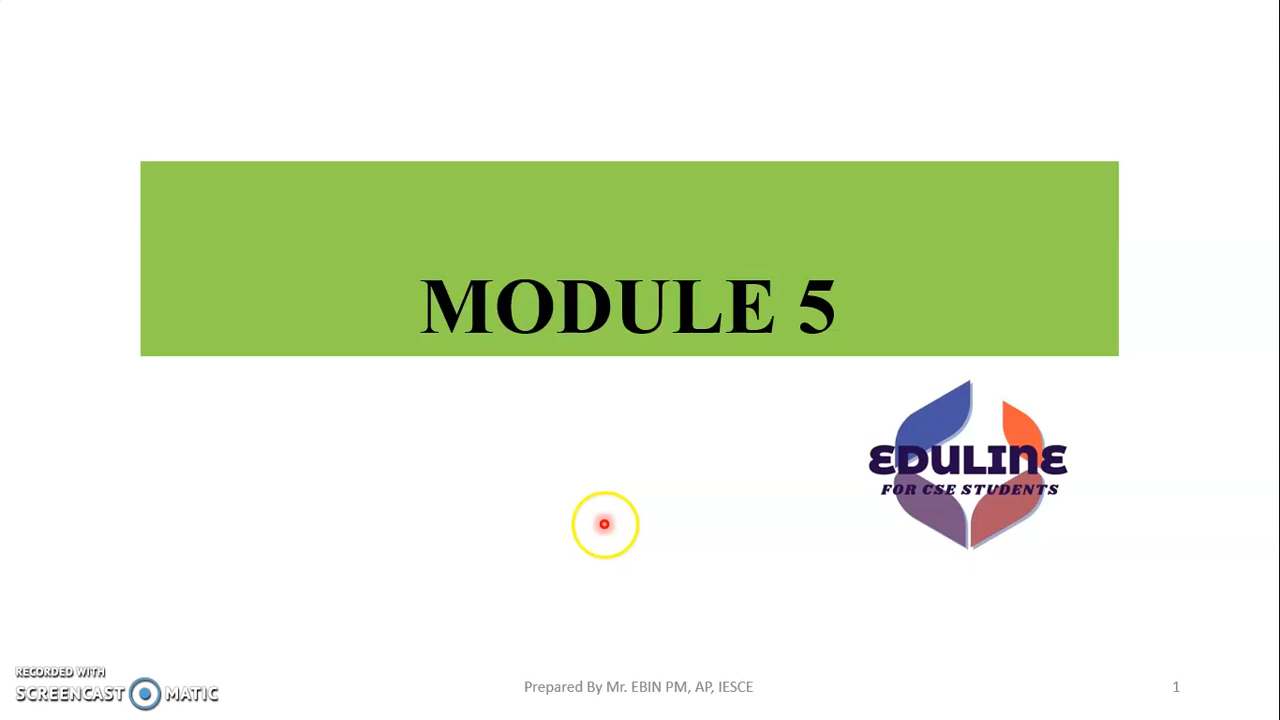 MODULE 5
EDULINE
FOR CSE STUDENTS
RECORDED WITH
SCREENCAST MATIC
Prepared By Mr. EBIN PM, AP, IESCE
1